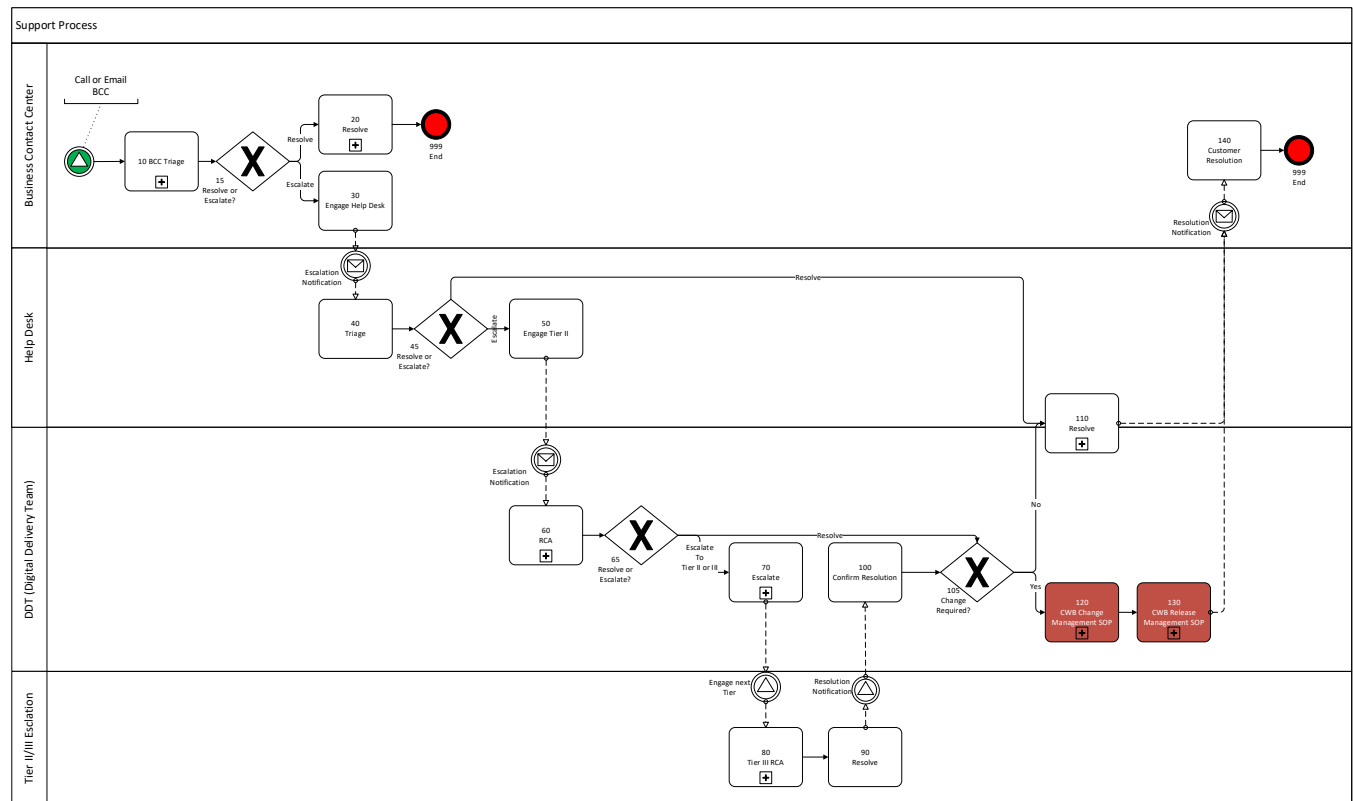 Support Process
Business Contact Center
Call or Email
BCC
10 BCC Triage
15
Resolve or
Escalate?
Resolve
Escalate
20
Resolve
999
End
30
Engage Help Desk
140
Customer
Resolution
999
End
Resolution
Notification
Help Desk
Escalation
Notification
40
Triage
45
Resolve or
Escalate?
Resolve
Escalate
50
Engage Tier II
110
Resolve
DDT (Digital Delivery Team)
Escalation
Notification
60
RCA
65
Resolve or
Escalate?
Escalate
To
Tier II or III
Resolve
70
Escalate
100
Confirm Resolution
105
Change
Required?
No
Yes
120
CWB Change
Management SOP
130
CWB Release
Management SOP
Tier II/III Esclation
Engage next
Tier
Resolution
Notification
80
Tier III RCA
90
Resolve